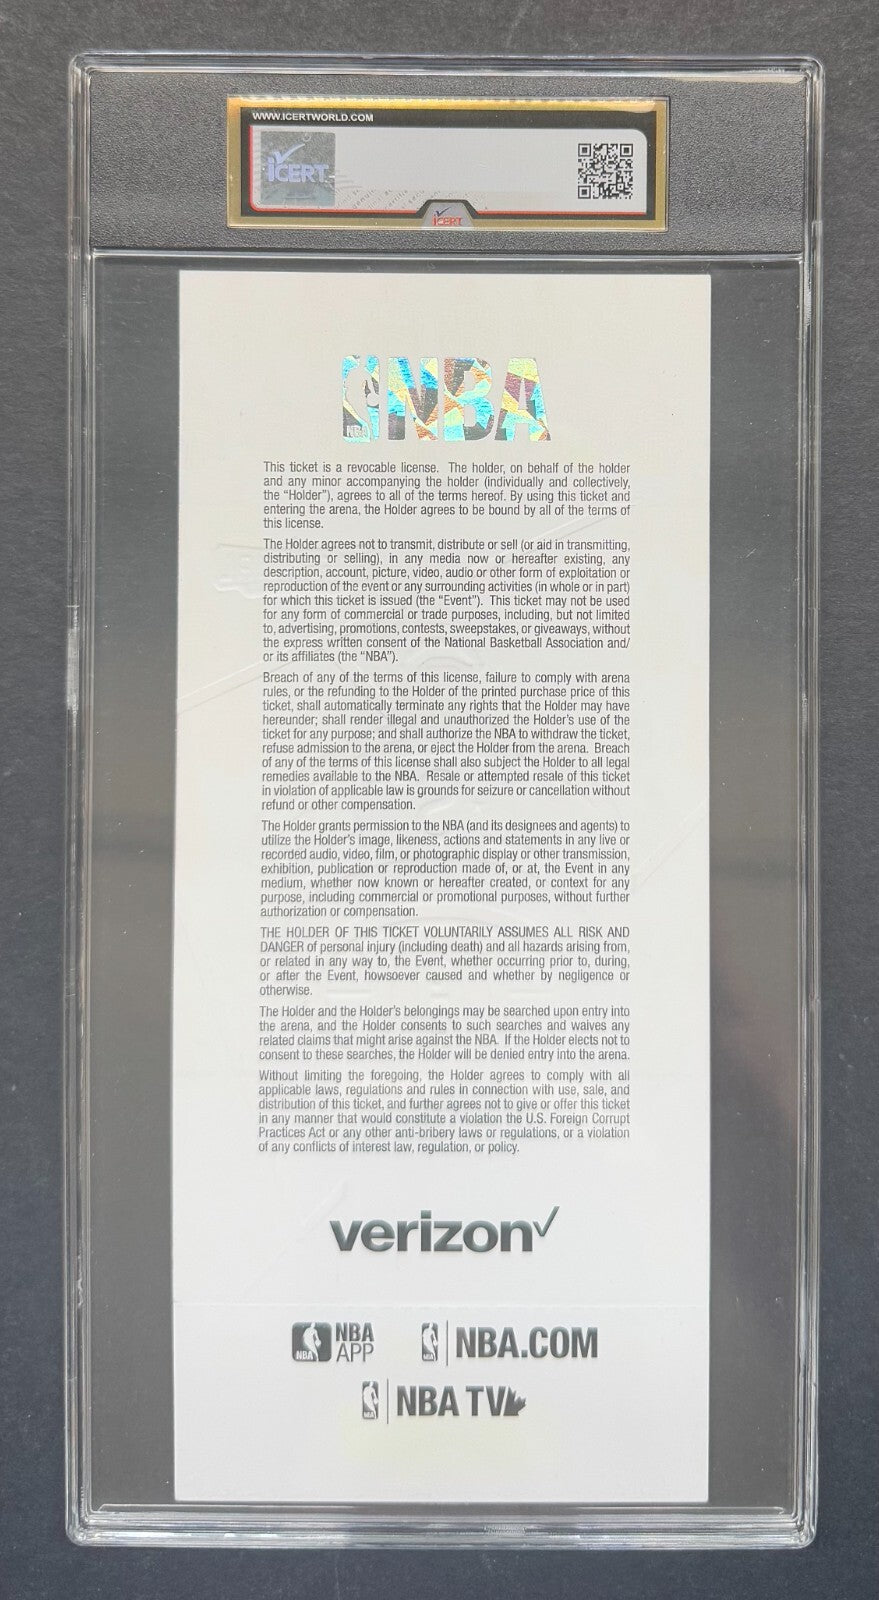 WWW.ICERTWORLD.COM
iCERT
iCERT
NBA
NBA
This ticket is a revocable license. The holder, on behalf of the holder
and any minor accompanying the holder (individually and collectively,
the “Holder”), agrees to all of the terms hereof. By using this ticket and
entering the arena, the Holder agrees to be bound by all of the terms of
this license.
The Holder agrees not to transmit, distribute or sell (or aid in transmitting,
distributing or selling), in any media now or hereafter existing, any
description, account, picture, video, audio or other form of exploitation or
reproduction of the event or any surrounding activities (in whole or in part)
for which this ticket is issued (the “Event”). This ticket may not be used
for any form of commercial or trade purposes, including, but not limited
to, advertising, promotions, contests, sweepstakes, or giveaways, without
the express written consent of the National Basketball Association and/
or its affiliates (the “NBA”).
Breach of any of the terms of this license, failure to comply with arena
rules, or the refunding to the Holder of the printed purchase price of this
ticket, shall automatically terminate any rights that the Holder may have
hereunder; shall render illegal and unauthorized the Holder’s use of the
ticket for any purpose; and shall authorize the NBA to withdraw the ticket,
refuse admission to the arena, or eject the Holder from the arena. Breach
of any of the terms of this license shall also subject the Holder to all legal
remedies available to the NBA. Resale or attempted resale of this ticket
in violation of applicable law is grounds for seizure or cancellation without
refund or other compensation.
The Holder grants permission to the NBA (and its designees and agents) to
utilize the Holder’s image, likeness, actions and statements in any live or
recorded audio, video, film, or photographic display or other transmission,
exhibition, publication or reproduction made of, or at, the Event in any
medium, whether now known or hereafter created, or context for any
purpose, including commercial or promotional purposes, without further
authorization or compensation.
THE HOLDER OF THIS TICKET VOLUNTARILY ASSUMES ALL RISK AND
DANGER of personal injury (including death) and all hazards arising from,
or related in any way to, the Event, whether occurring prior to, during,
or after the Event, howsoever caused and whether by negligence or
otherwise.
The Holder and the Holder’s belongings may be searched upon entry into
the arena, and the Holder consents to such searches and waives any
related claims that might arise against the NBA. If the Holder elects not to
consent to these searches, the Holder will be denied entry into the arena.
Without limiting the foregoing, the Holder agrees to comply with all
applicable laws, regulations and rules in connection with use, sale, and
distribution of this ticket, and further agrees not to give or offer this ticket
in any manner that would constitute a violation the U.S. Foreign Corrupt
Practices Act or any other anti-bribery laws or regulations, or a violation
of any conflicts of interest law, regulation, or policy.
verizon
NBA NBA APP
NBA NBA.COM
NBA NBA TV